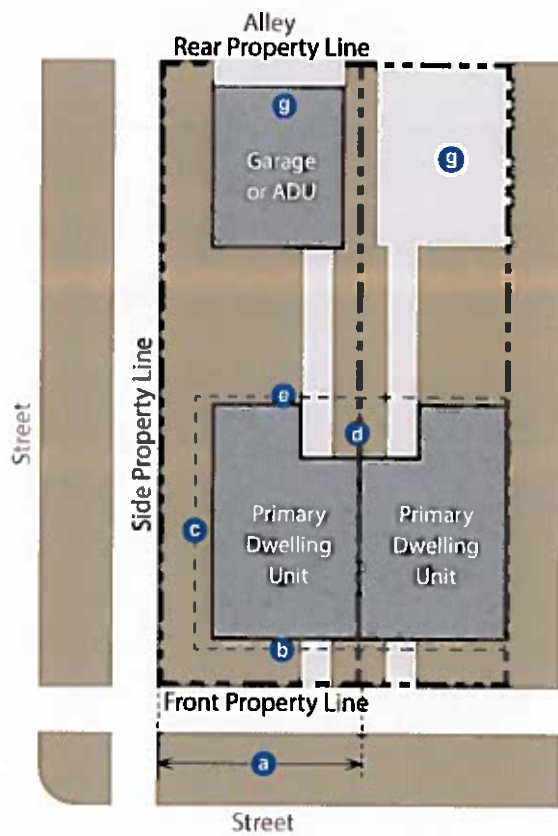 Alley
Rear Property Line
g
Garage
or ADU
g
Side Property Line
Street
e
d
c
Primary
Dwelling
Unit
Primary
Dwelling
Unit
b
Front Property Line
a
Street